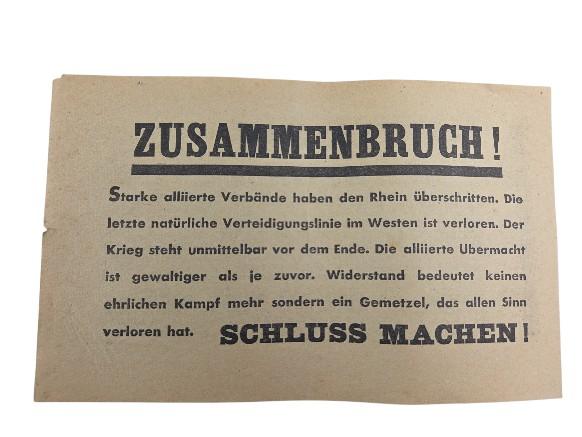 ZUSAMMENBRUCH!
Starke alliierte Verbände haben den Rhein überschritten. Die
letzte natürliche Verteidigungslinie im Westen ist verloren. Der
Krieg steht unmittelbar vor dem Ende. Die alliierte Ubermacht
ist gewaltiger als je zuvor. Widerstand bedeutet keinen
ehrlichen Kampf mehr sondern ein Gemetzel, das allen Sinn
verloren hat. SCHLUSS MACHEN!